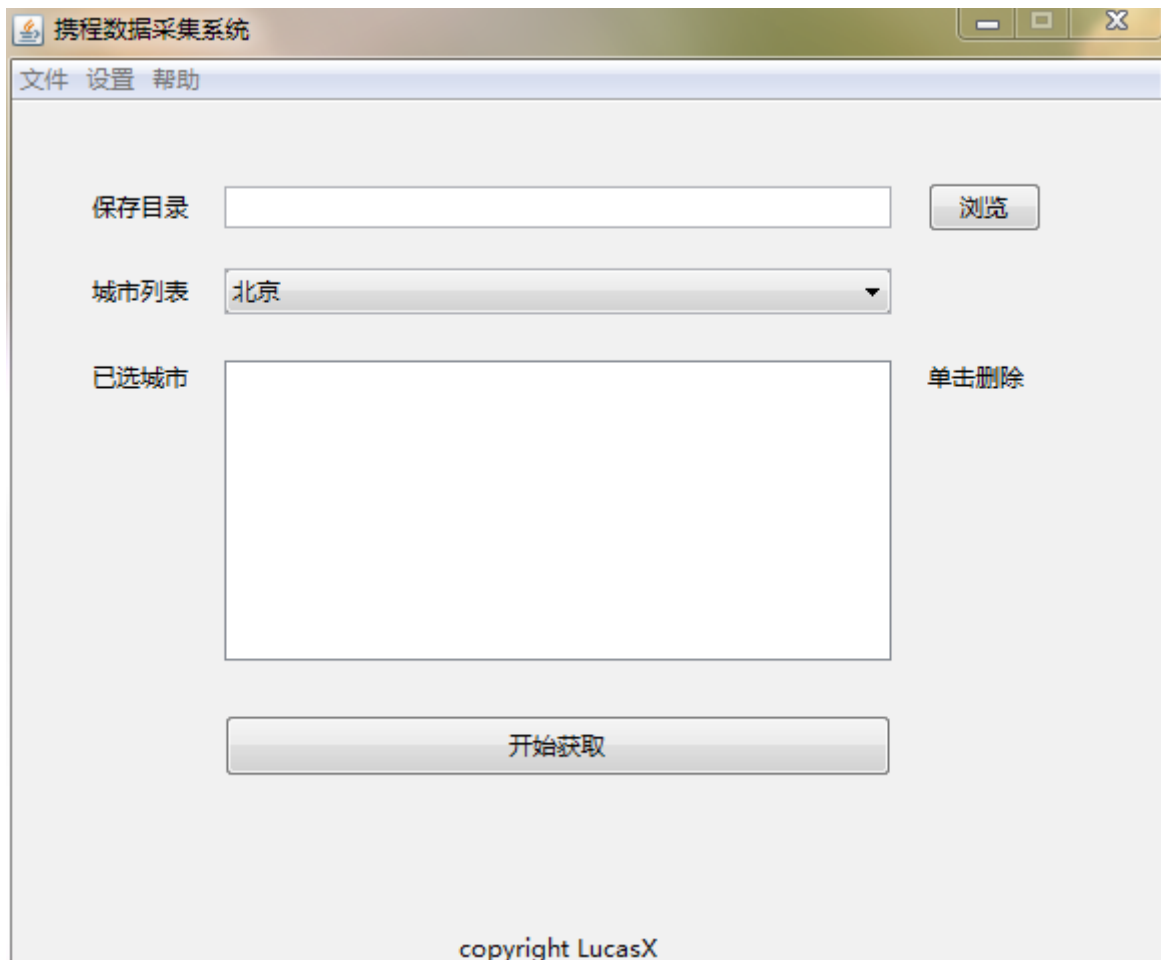 携程数据采集系统
文件 设置 帮助
保存目录 浏览
城市列表 北京
已选城市 单击删除
开始获取
copyright LucasX